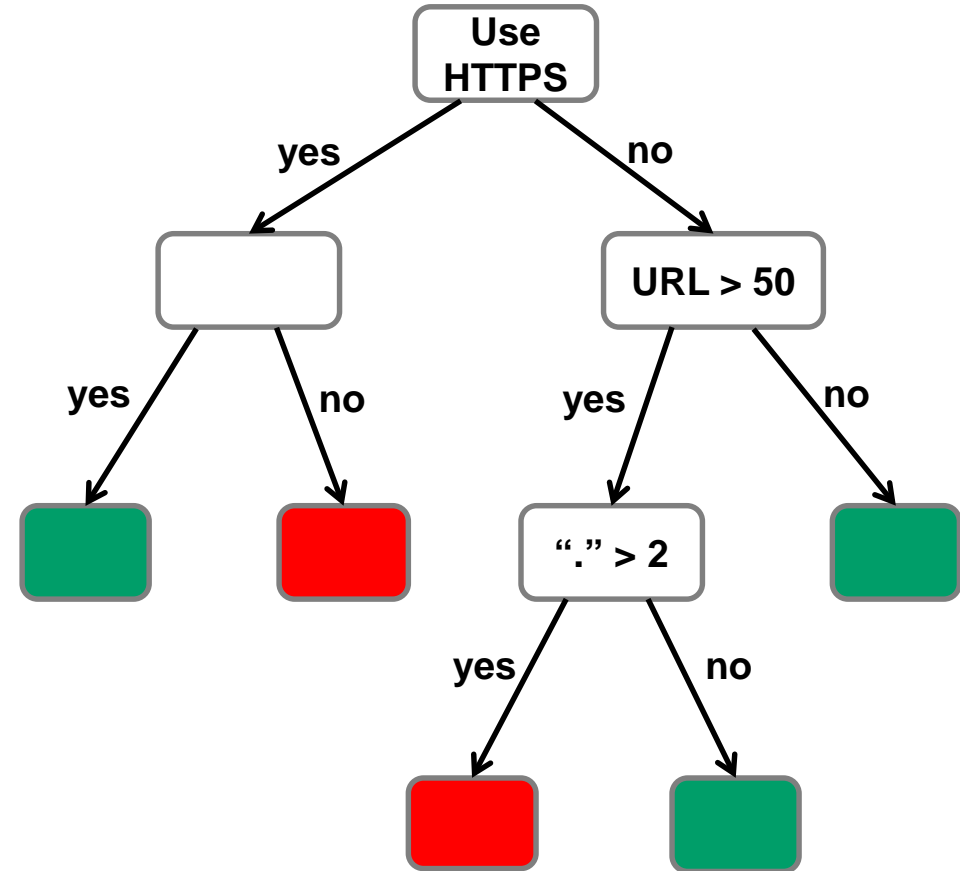 Use
HTTPS
yes
no
URL > 50
yes
no
yes
no
“.” > 2
yes
no